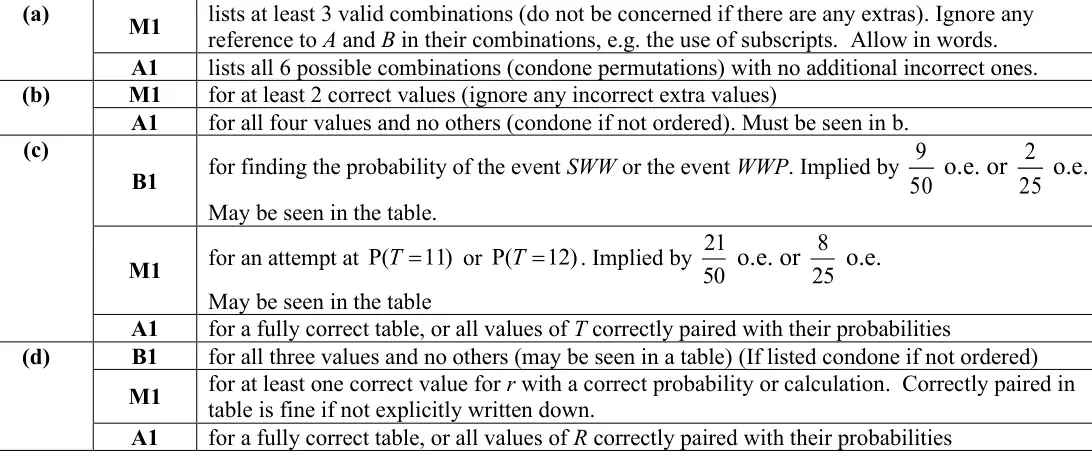 (a)
M1
lists at least 3 valid combinations (do not be concerned if there are any extras). Ignore any
reference to A and B in their combinations, e.g. the use of subscripts. Allow in words.
A1
lists all 6 possible combinations (condone permutations) with no additional incorrect ones.
(b)
M1
for at least 2 correct values (ignore any incorrect extra values)
A1
for all four values and no others (condone if not ordered). Must be seen in b.
(c)
B1
for finding the probability of the event SWW or the event WWP. Implied by 9/50 o.e. or 2/25 o.e.
May be seen in the table.
M1
for an attempt at P(T = 11) or P(T = 12). Implied by 21/50 o.e. or 8/25 o.e.
May be seen in the table
A1
for a fully correct table, or all values of T correctly paired with their probabilities
(d)
B1
for all three values and no others (may be seen in a table) (If listed condone if not ordered)
M1
for at least one correct value for r with a correct probability or calculation. Correctly paired in
table is fine if not explicitly written down.
A1
for a fully correct table, or all values of R correctly paired with their probabilities